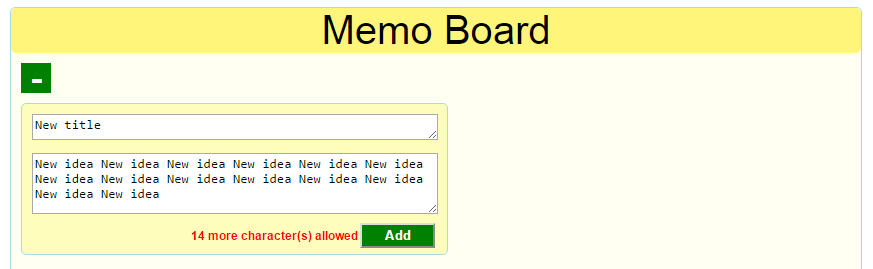 Memo Board
-
New title
New idea New idea New idea New idea New idea New idea
New idea New idea New idea New idea New idea New idea
New idea New idea
14 more character(s) allowed Add